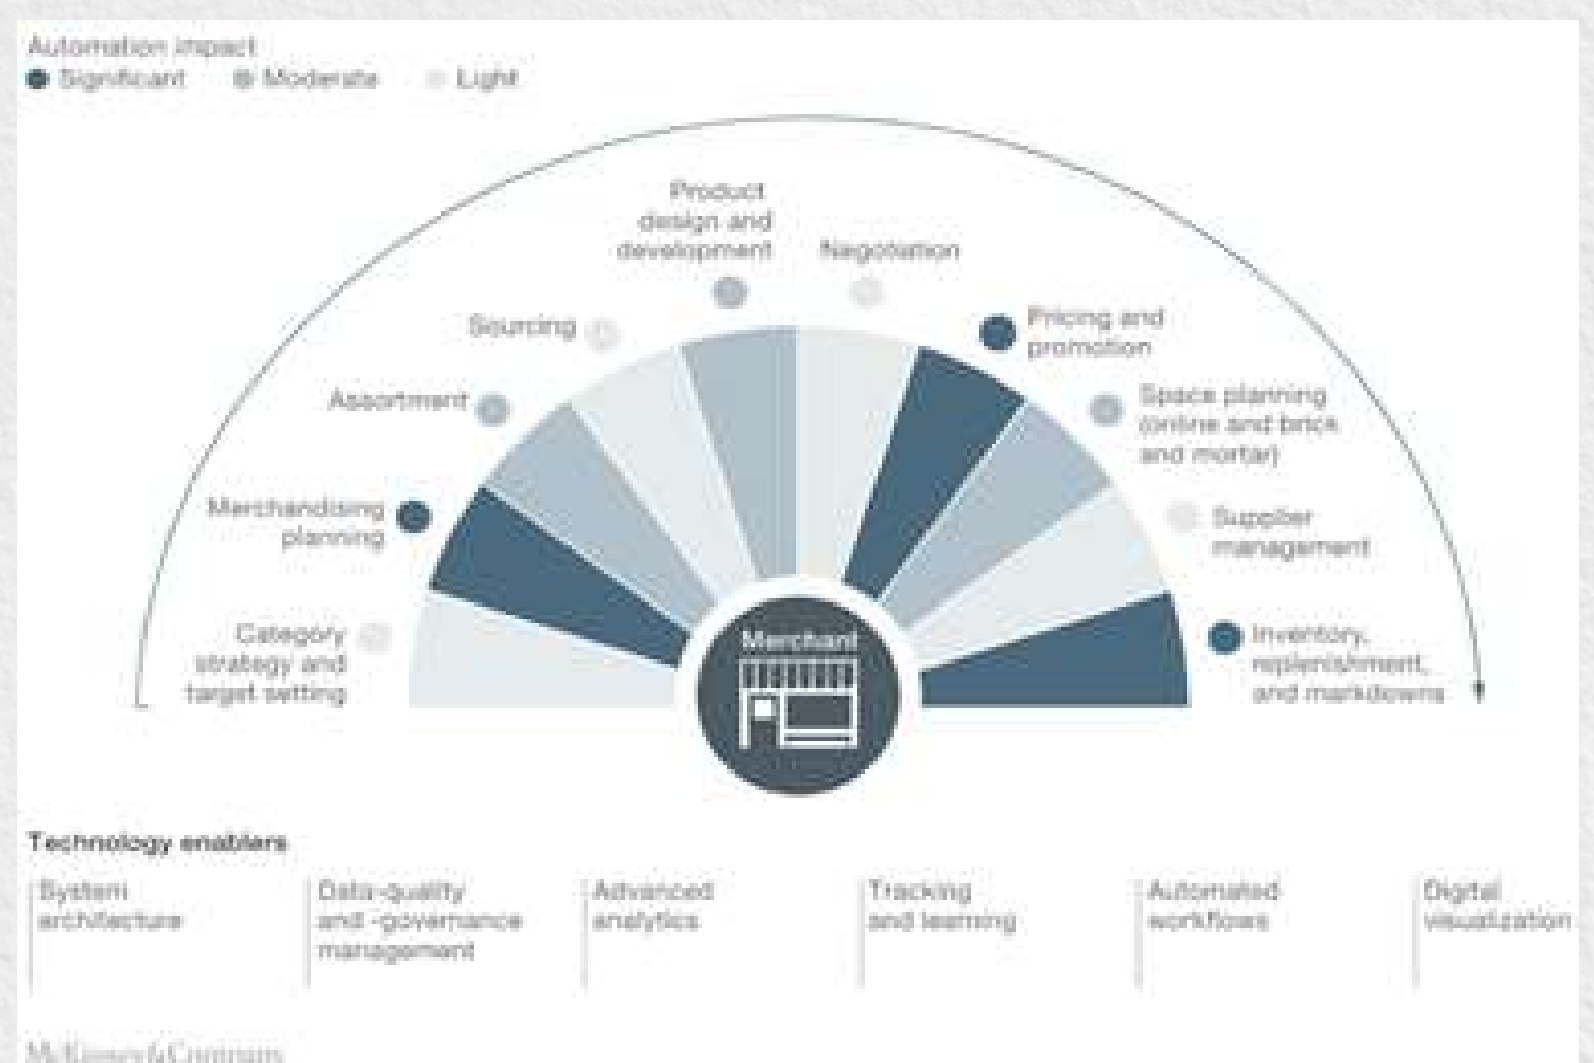 Automation impact
Significant Moderate Light
Product
design and
development
Negotiation
Sourcing
Pricing and
promotion
Assortment
Space planning
(online and brick
and mortar)
Merchandising
planning
Supplier
management
Category
strategy and
target setting
Inventory,
replenishment,
and markdowns
Merchant
Technology enablers
System
architecture
Data-quality
and -governance
management
Advanced
analytics
Tracking
and learning
Automated
workflows
Digital
visualization
McKinsey & Company